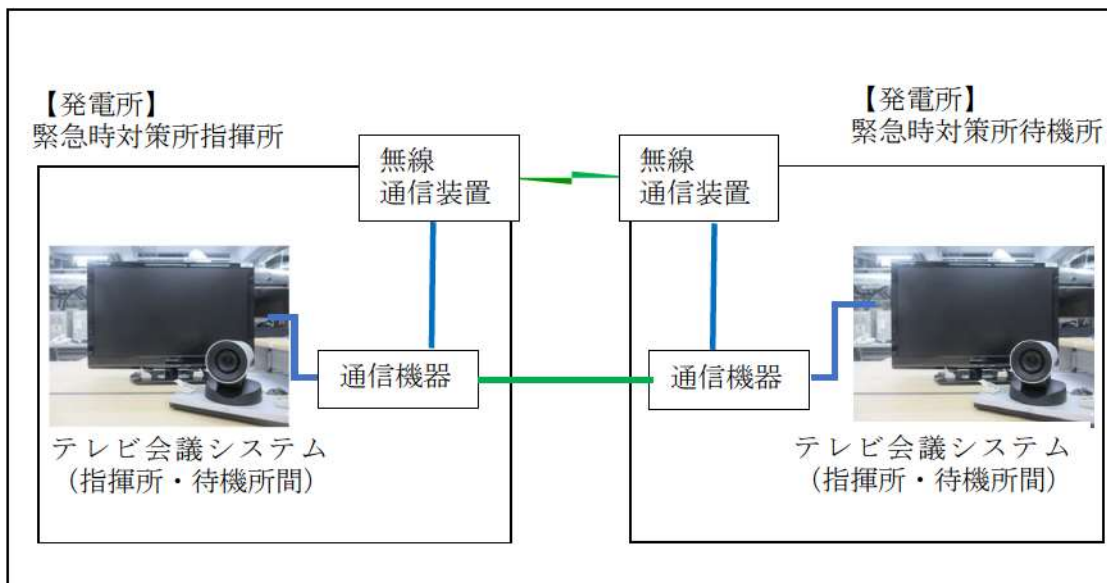 【発電所】
緊急時対策所指揮所
【発電所】
緊急時対策所待機所
無線
通信装置
無線
通信装置
通信機器
通信機器
テレビ会議システム
（指揮所・待機所間）
テレビ会議システム
（指揮所・待機所間）